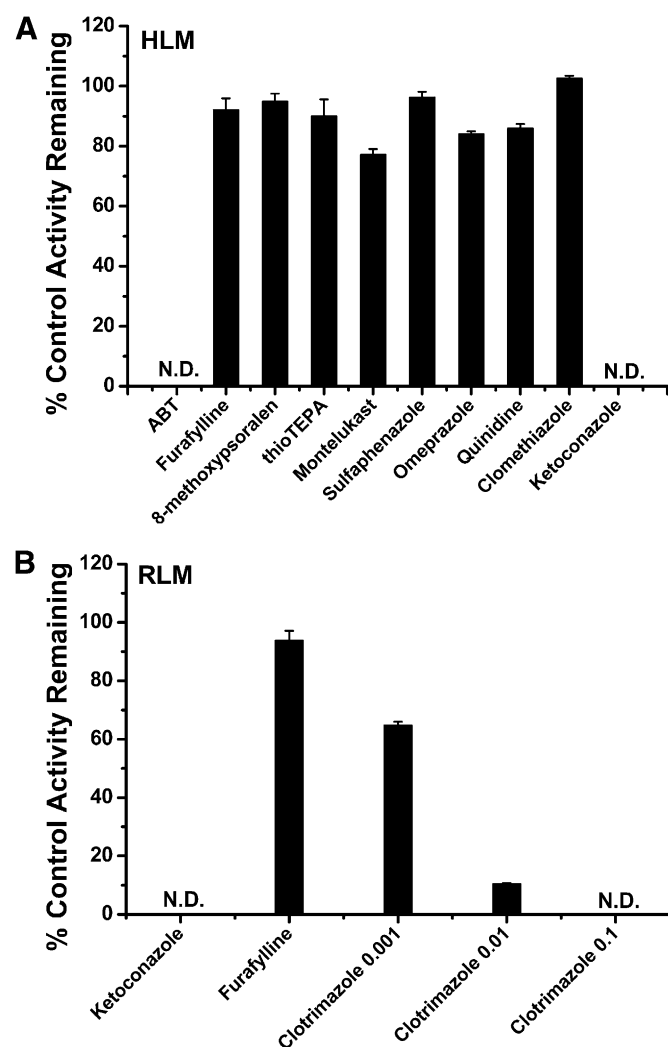 A
HLM
% Control Activity Remaining
120
100
80
60
40
20
0
N.D.
N.D.
ABT
Furafylline
8-methoxypsoralen
thioTEPA
Montelukast
Sulfaphenazole
Omeprazole
Quinidine
Clomethiazole
Ketoconazole
B
RLM
% Control Activity Remaining
120
100
80
60
40
20
0
N.D.
N.D.
Ketoconazole
Furafylline
Clotrimazole 0.001
Clotrimazole 0.01
Clotrimazole 0.1